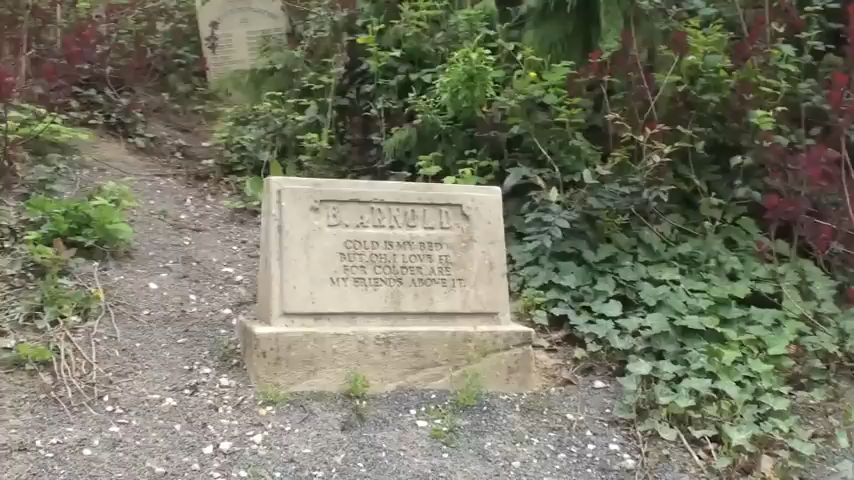 B. ARNOLD
COLD IS MY BED
BUT, OH, I LOVE IT,
FOR COLDER ARE
MY FRIENDS ABOVE IT.